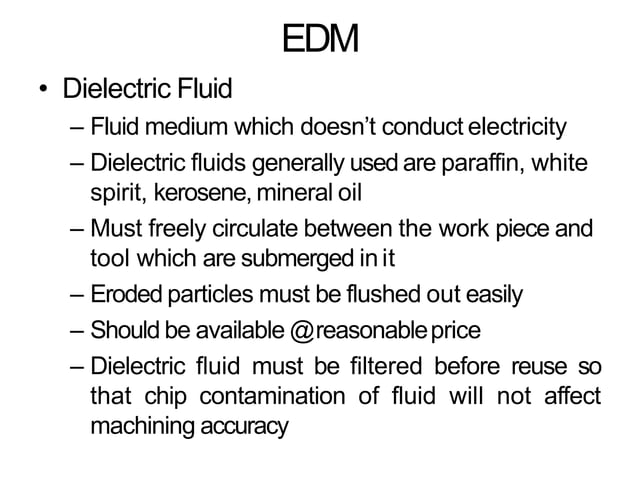 EDM
• Dielectric Fluid
– Fluid medium which doesn’t conduct electricity
– Dielectric fluids generally used are paraffin, white
spirit, kerosene, mineral oil
– Must freely circulate between the work piece and
tool which are submerged in it
– Eroded particles must be flushed out easily
– Should be available @reasonable price
– Dielectric fluid must be filtered before reuse so
that chip contamination of fluid will not affect
machining accuracy